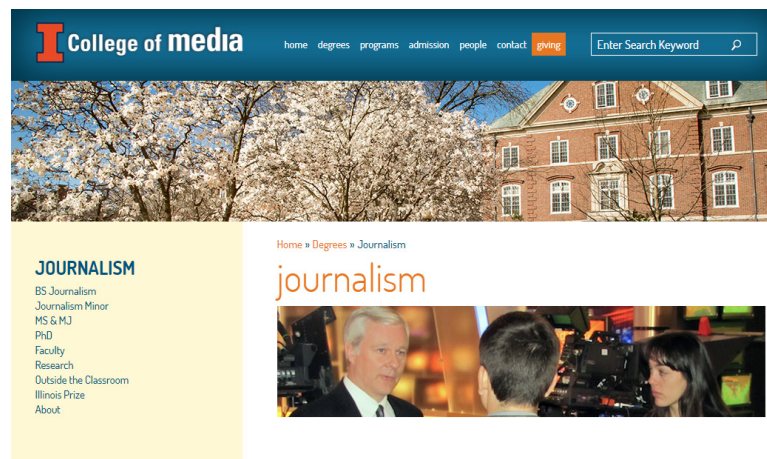 I College of media
home degrees programs admission people contact giving
Enter Search Keyword
JOURNALISM
BS Journalism
Journalism Minor
MS & MJ
PhD
Faculty
Research
Outside the Classroom
Illinois Prize
About
Home » Degrees » Journalism
journalism